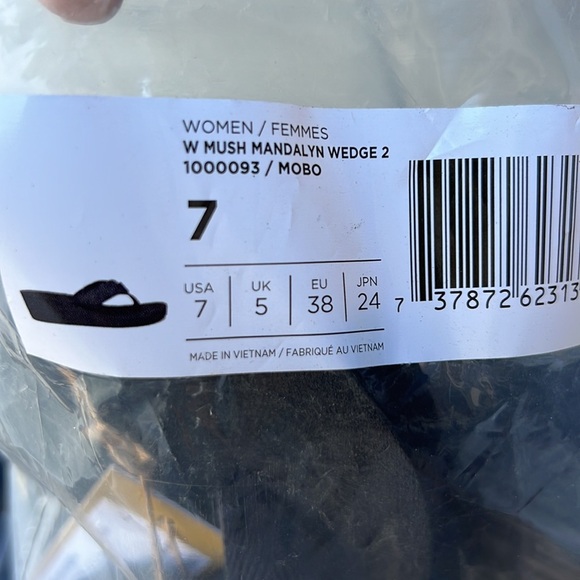 WOMEN / FEMMES
W MUSH MANDALYN WEDGE 2
1000093 / MOBO
7
USA UK EU JPN
7 5 38 24
MADE IN VIETNAM / FABRIQUÉ AU VIETNAM
7 37872 62313